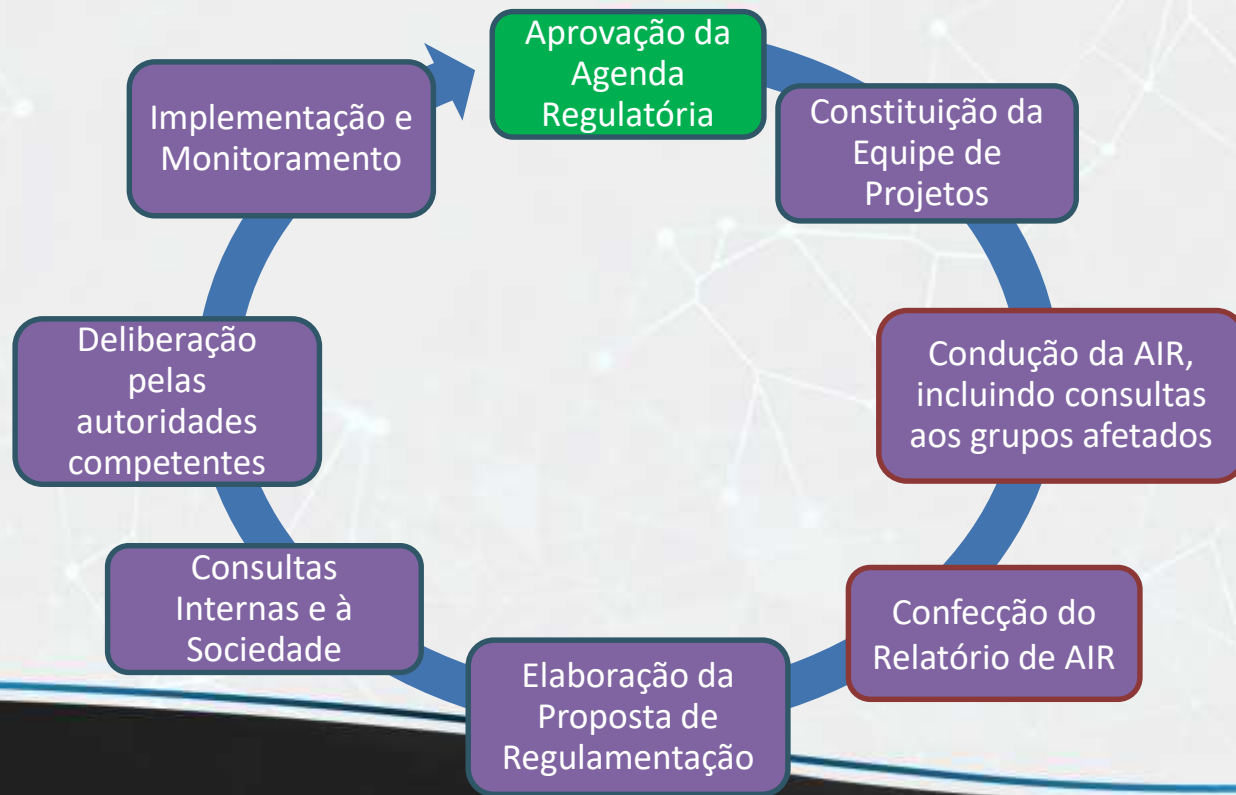 Aprovação da
Agenda
Regulatória
Constituição da
Equipe de
Projetos
Condução da AIR,
incluindo consultas
aos grupos afetados
Confecção do
Relatório de AIR
Elaboração da
Proposta de
Regulamentação
Consultas
Internas e à
Sociedade
Deliberação
pelas
autoridades
competentes
Implementação e
Monitoramento